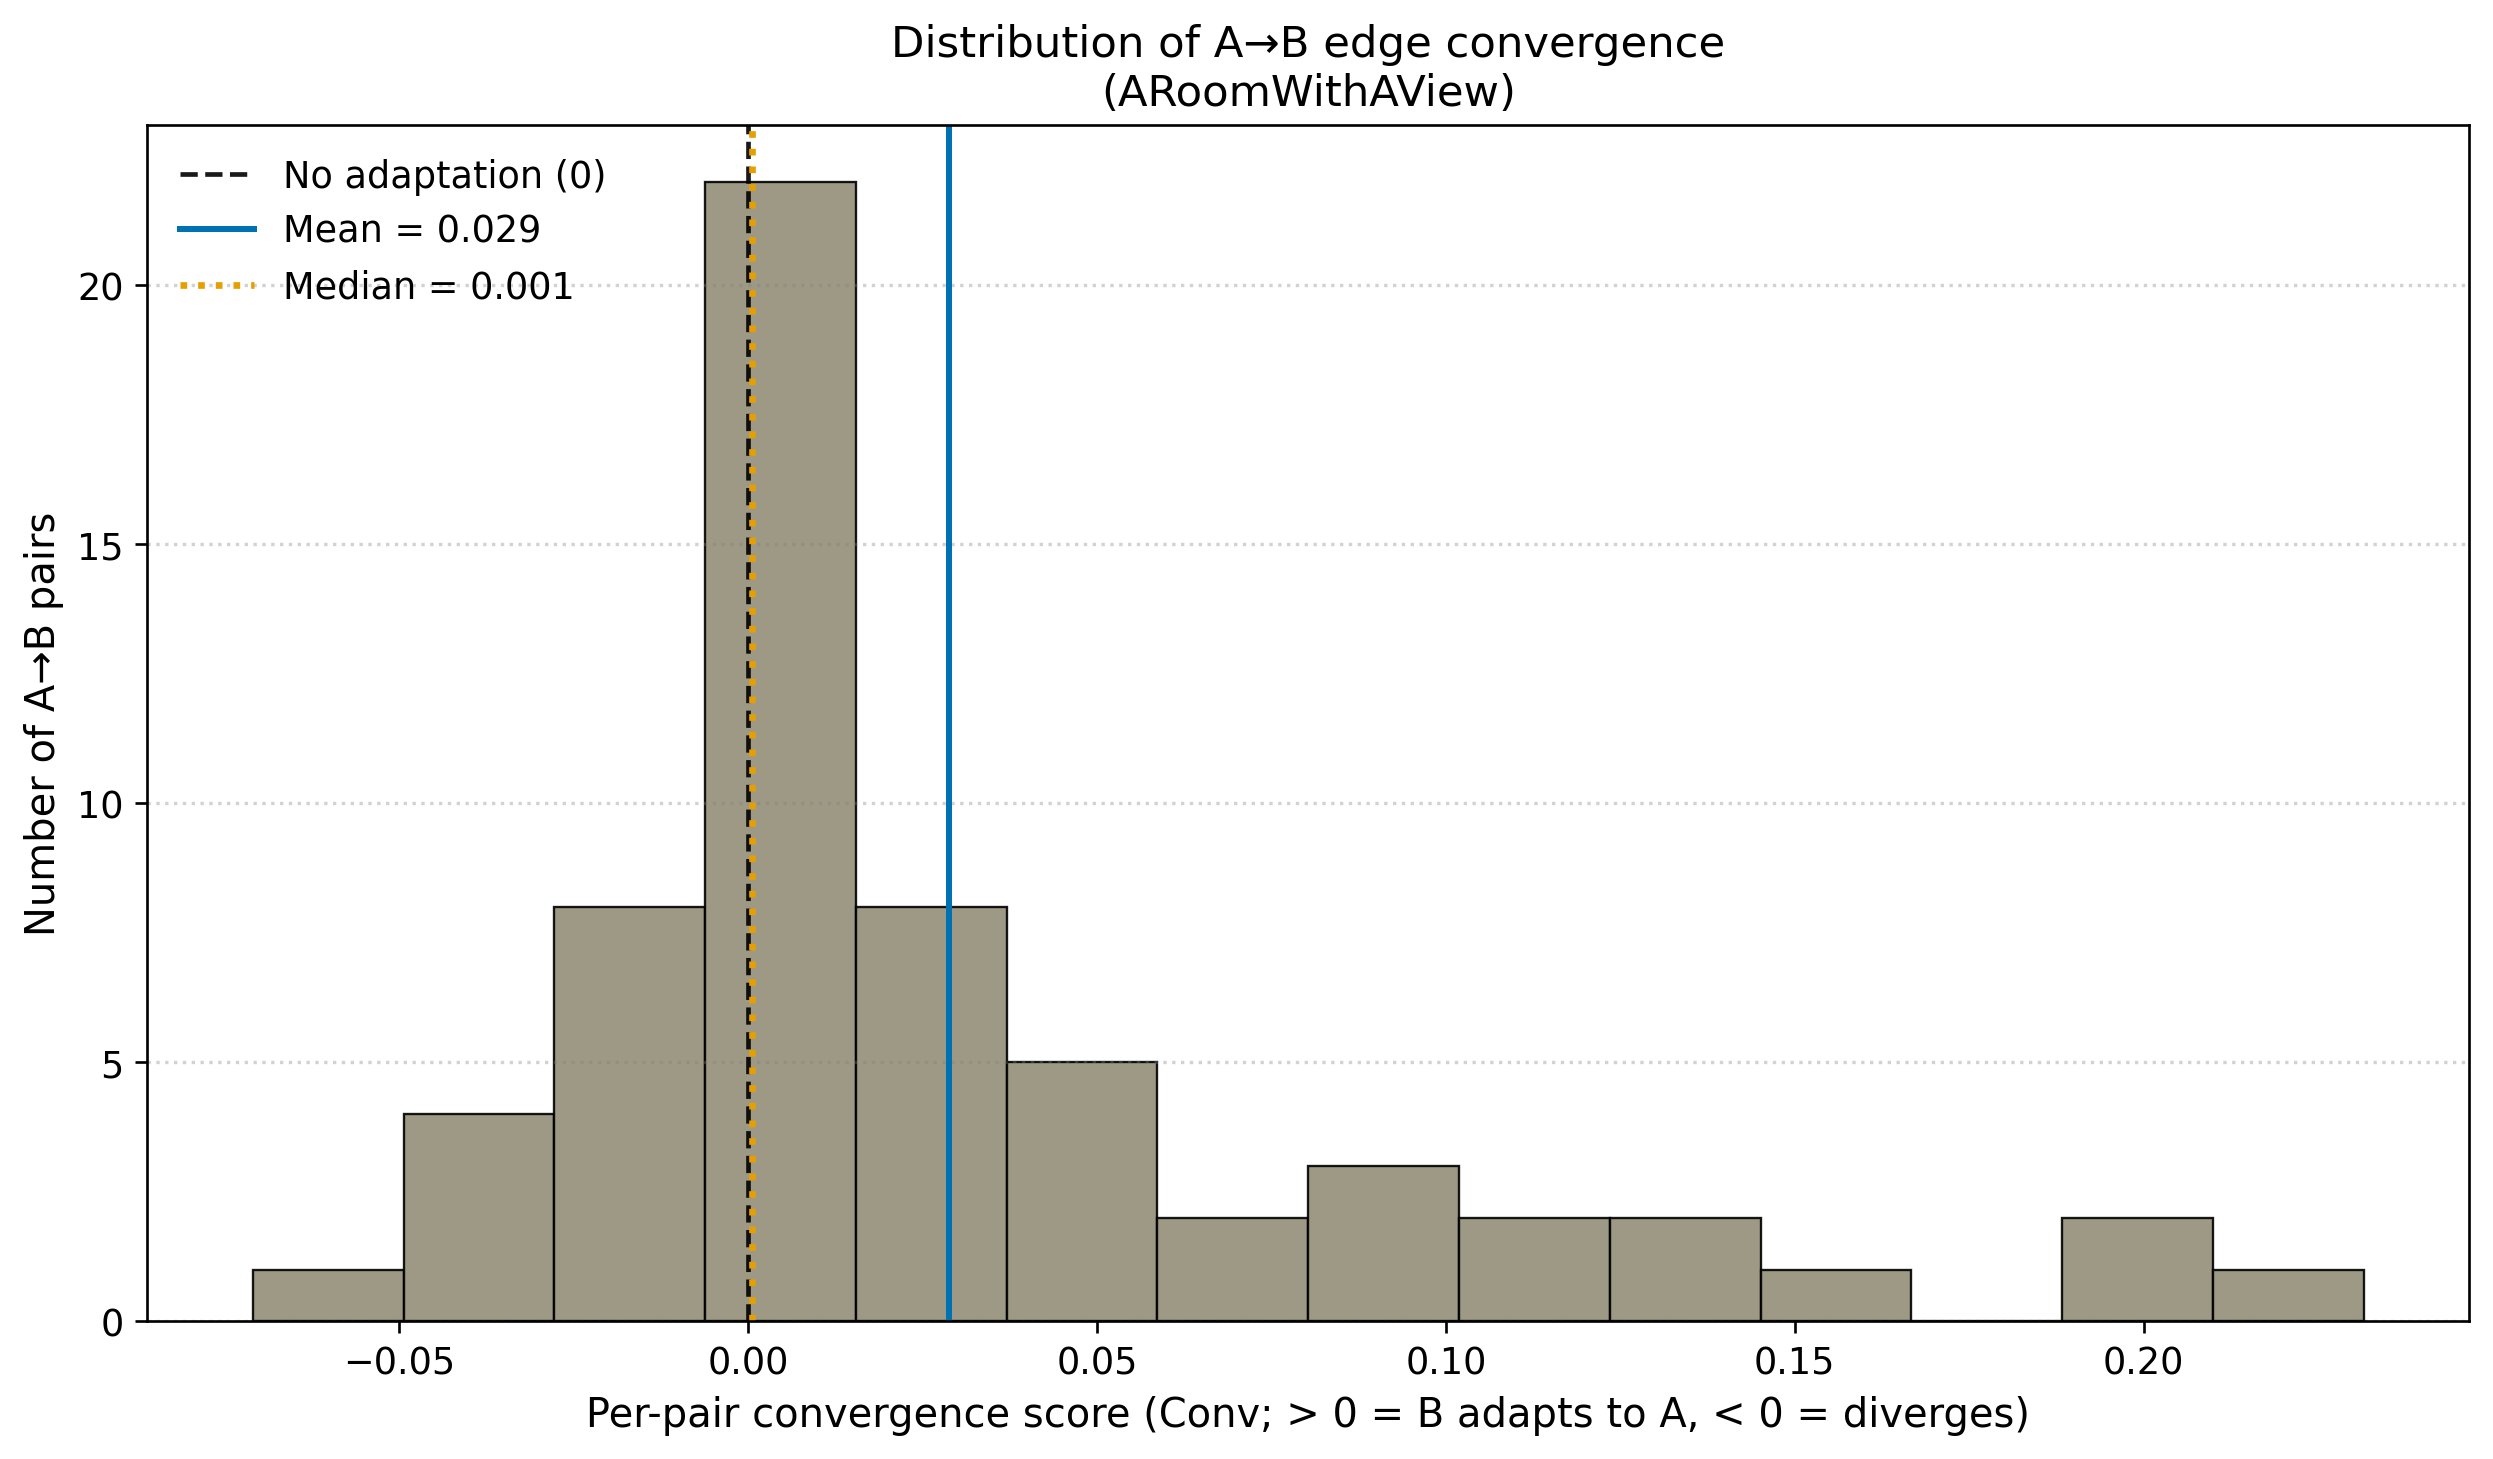 Distribution of A→B edge convergence
(ARoomWithAView)
No adaptation (0)
Mean = 0.029
Median = 0.001
Number of A→B pairs
20
15
10
5
0
−0.05
0.00
0.05
0.10
0.15
0.20
Per-pair convergence score (Conv; > 0 = B adapts to A, < 0 = diverges)